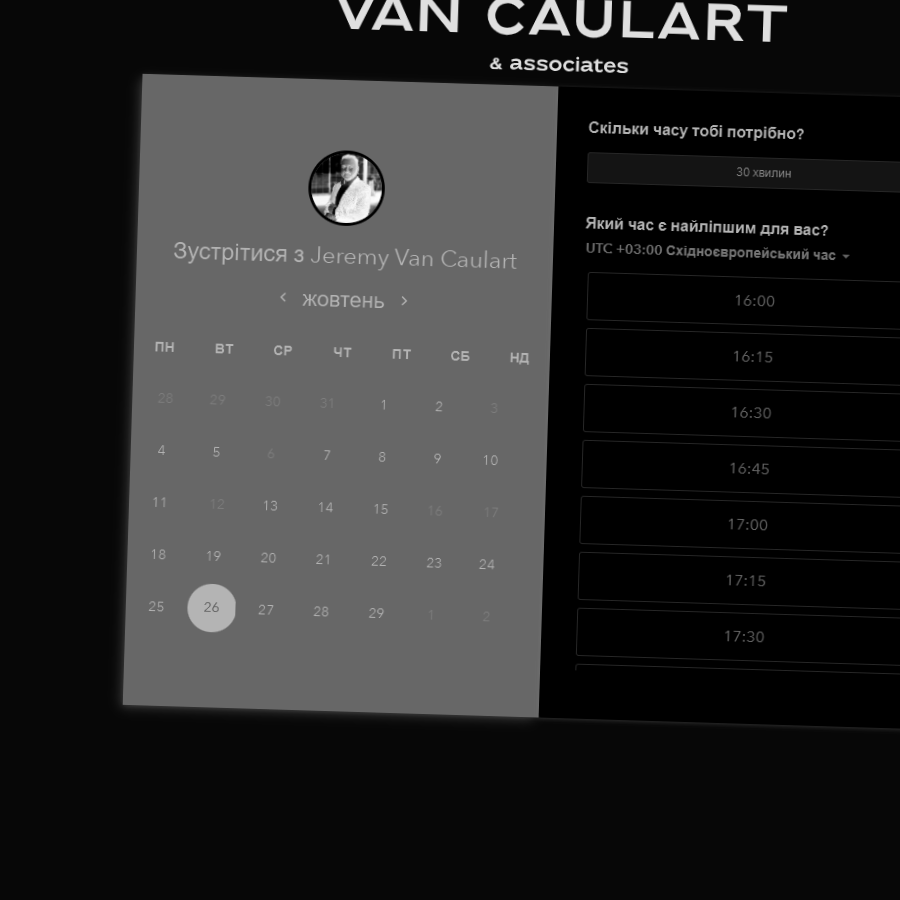 VAN CAULART
& associates
Зустрітися з Jeremy Van Caulart
жовтень
ПН ВТ СР ЧТ ПТ СБ НД
28 29 30 31 1 2 3
4 5 6 7 8 9 10
11 12 13 14 15 16 17
18 19 20 21 22 23 24
25 26 27 28 29 1 2
Скільки часу тобі потрібно?
30 хвилин
Який час є найліпшим для вас?
UTC +03:00 Східноєвропейський час
16:00
16:15
16:30
16:45
17:00
17:15
17:30